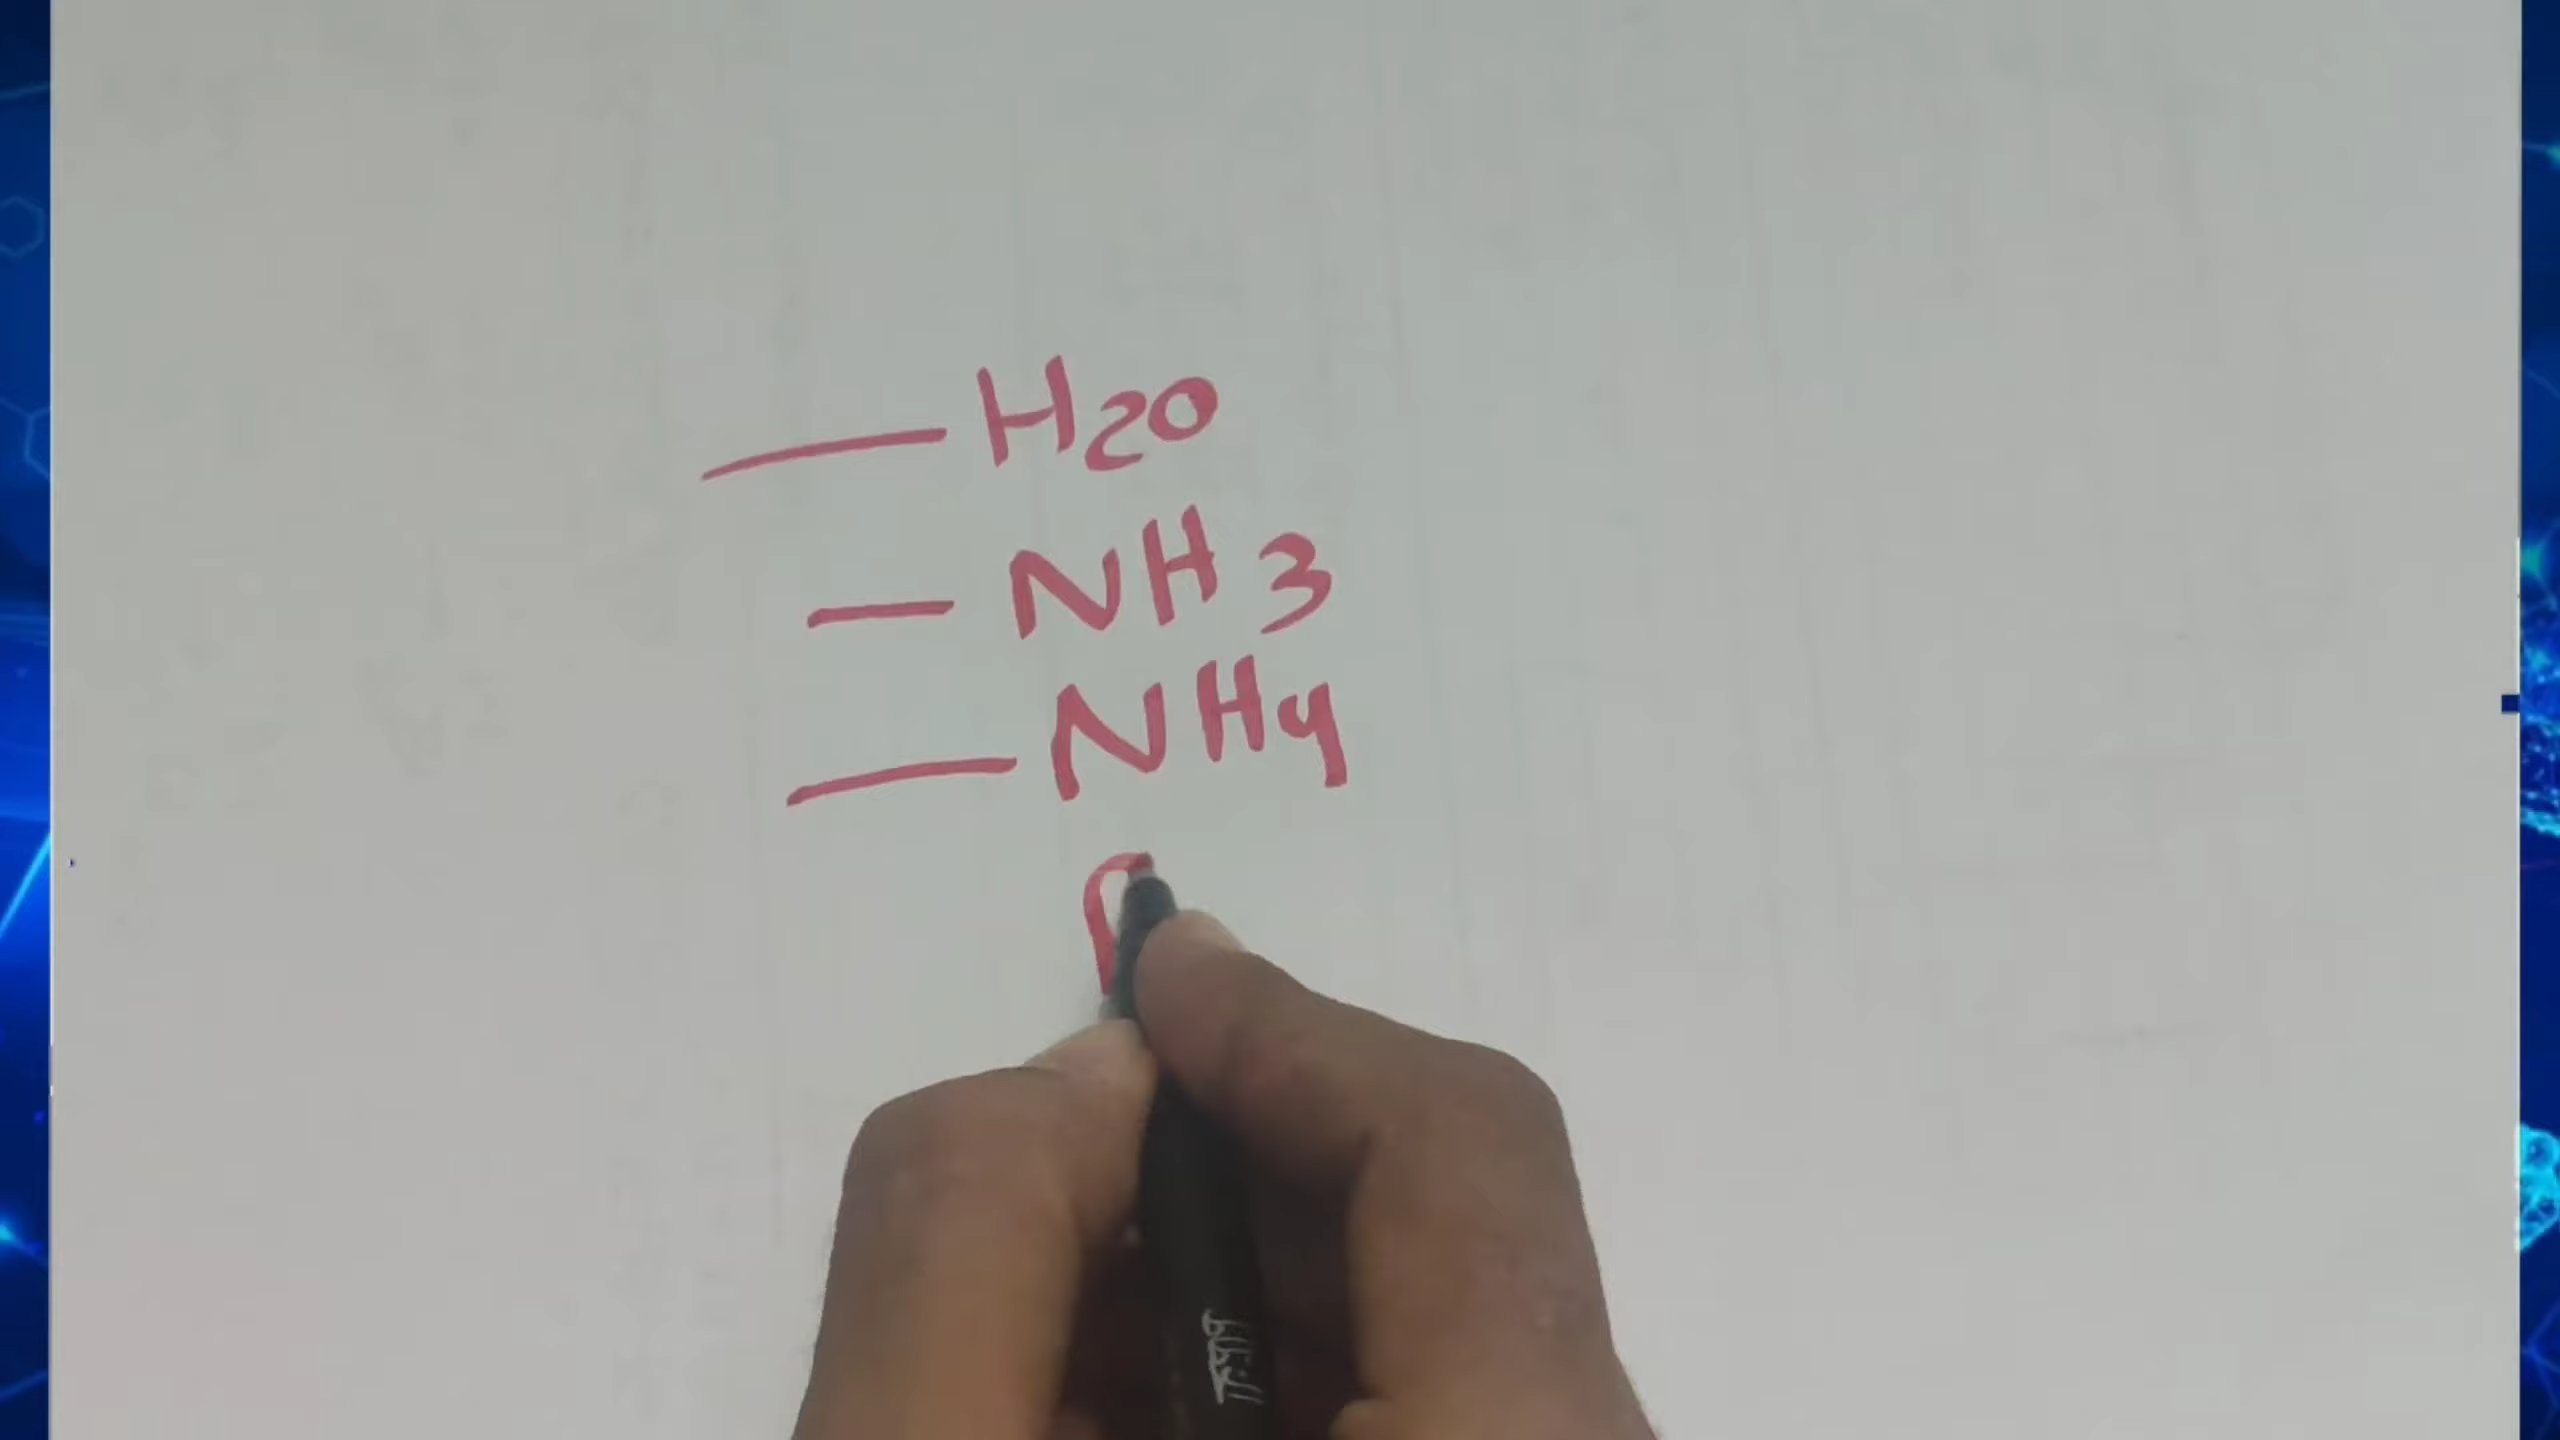 — H2O
— NH3
— NH4